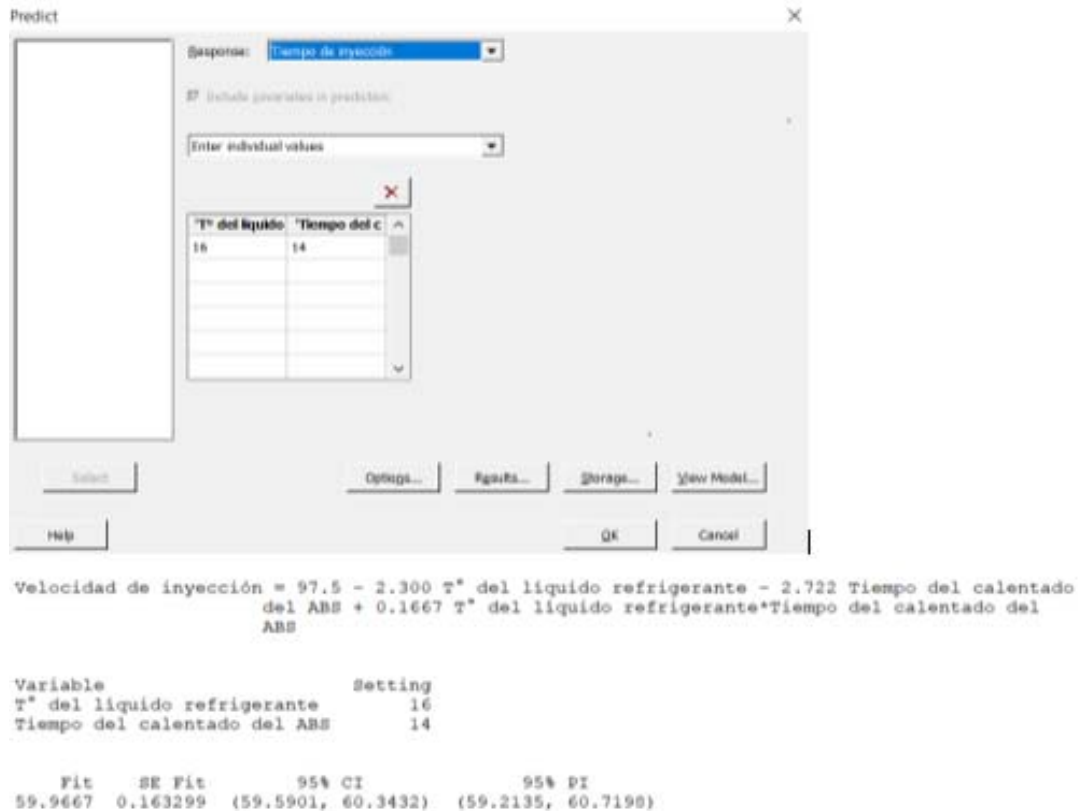 Predict
Response: Tiempo de inyección
Include covariates in prediction
Enter individual values
'T° del liquido 'Tiempo del c
16 14
Select Options... Results... Storage... View Model...
Help OK Cancel
Velocidad de inyección = 97.5 - 2.300 T° del liquido refrigerante - 2.722 Tiempo del calentado
del ABS + 0.1667 T° del liquido refrigerante*Tiempo del calentado del
ABS
Variable Setting
T° del liquido refrigerante 16
Tiempo del calentado del ABS 14
Fit SE Fit 95% CI 95% PI
59.9667 0.163299 (59.5901, 60.3432) (59.2135, 60.7198)